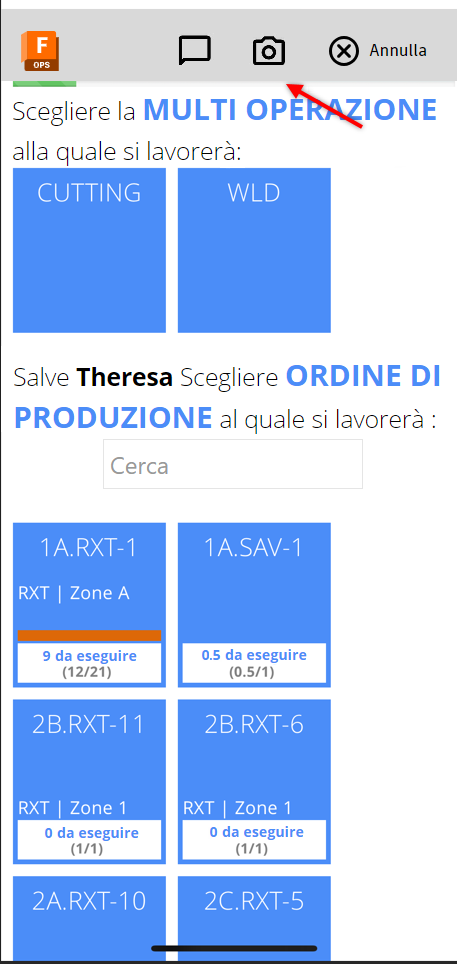 F
OPS
Annulla
Scegliere la MULTI OPERAZIONE
alla quale si lavorerà:
CUTTING
WLD
Salve Theresa Scegliere ORDINE DI
PRODUZIONE al quale si lavorerà :
Cerca
1A.RXT-1
RXT | Zone A
9 da eseguire
(12/21)
1A.SAV-1
0.5 da eseguire
(0.5/1)
2B.RXT-11
RXT | Zone 1
0 da eseguire
(1/1)
2B.RXT-6
RXT | Zone 1
0 da eseguire
(1/1)
2A.RXT-10
2C.RXT-5